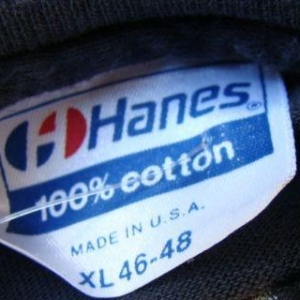 Hanes®
100% cotton
MADE IN U.S.A.
XL 46-48